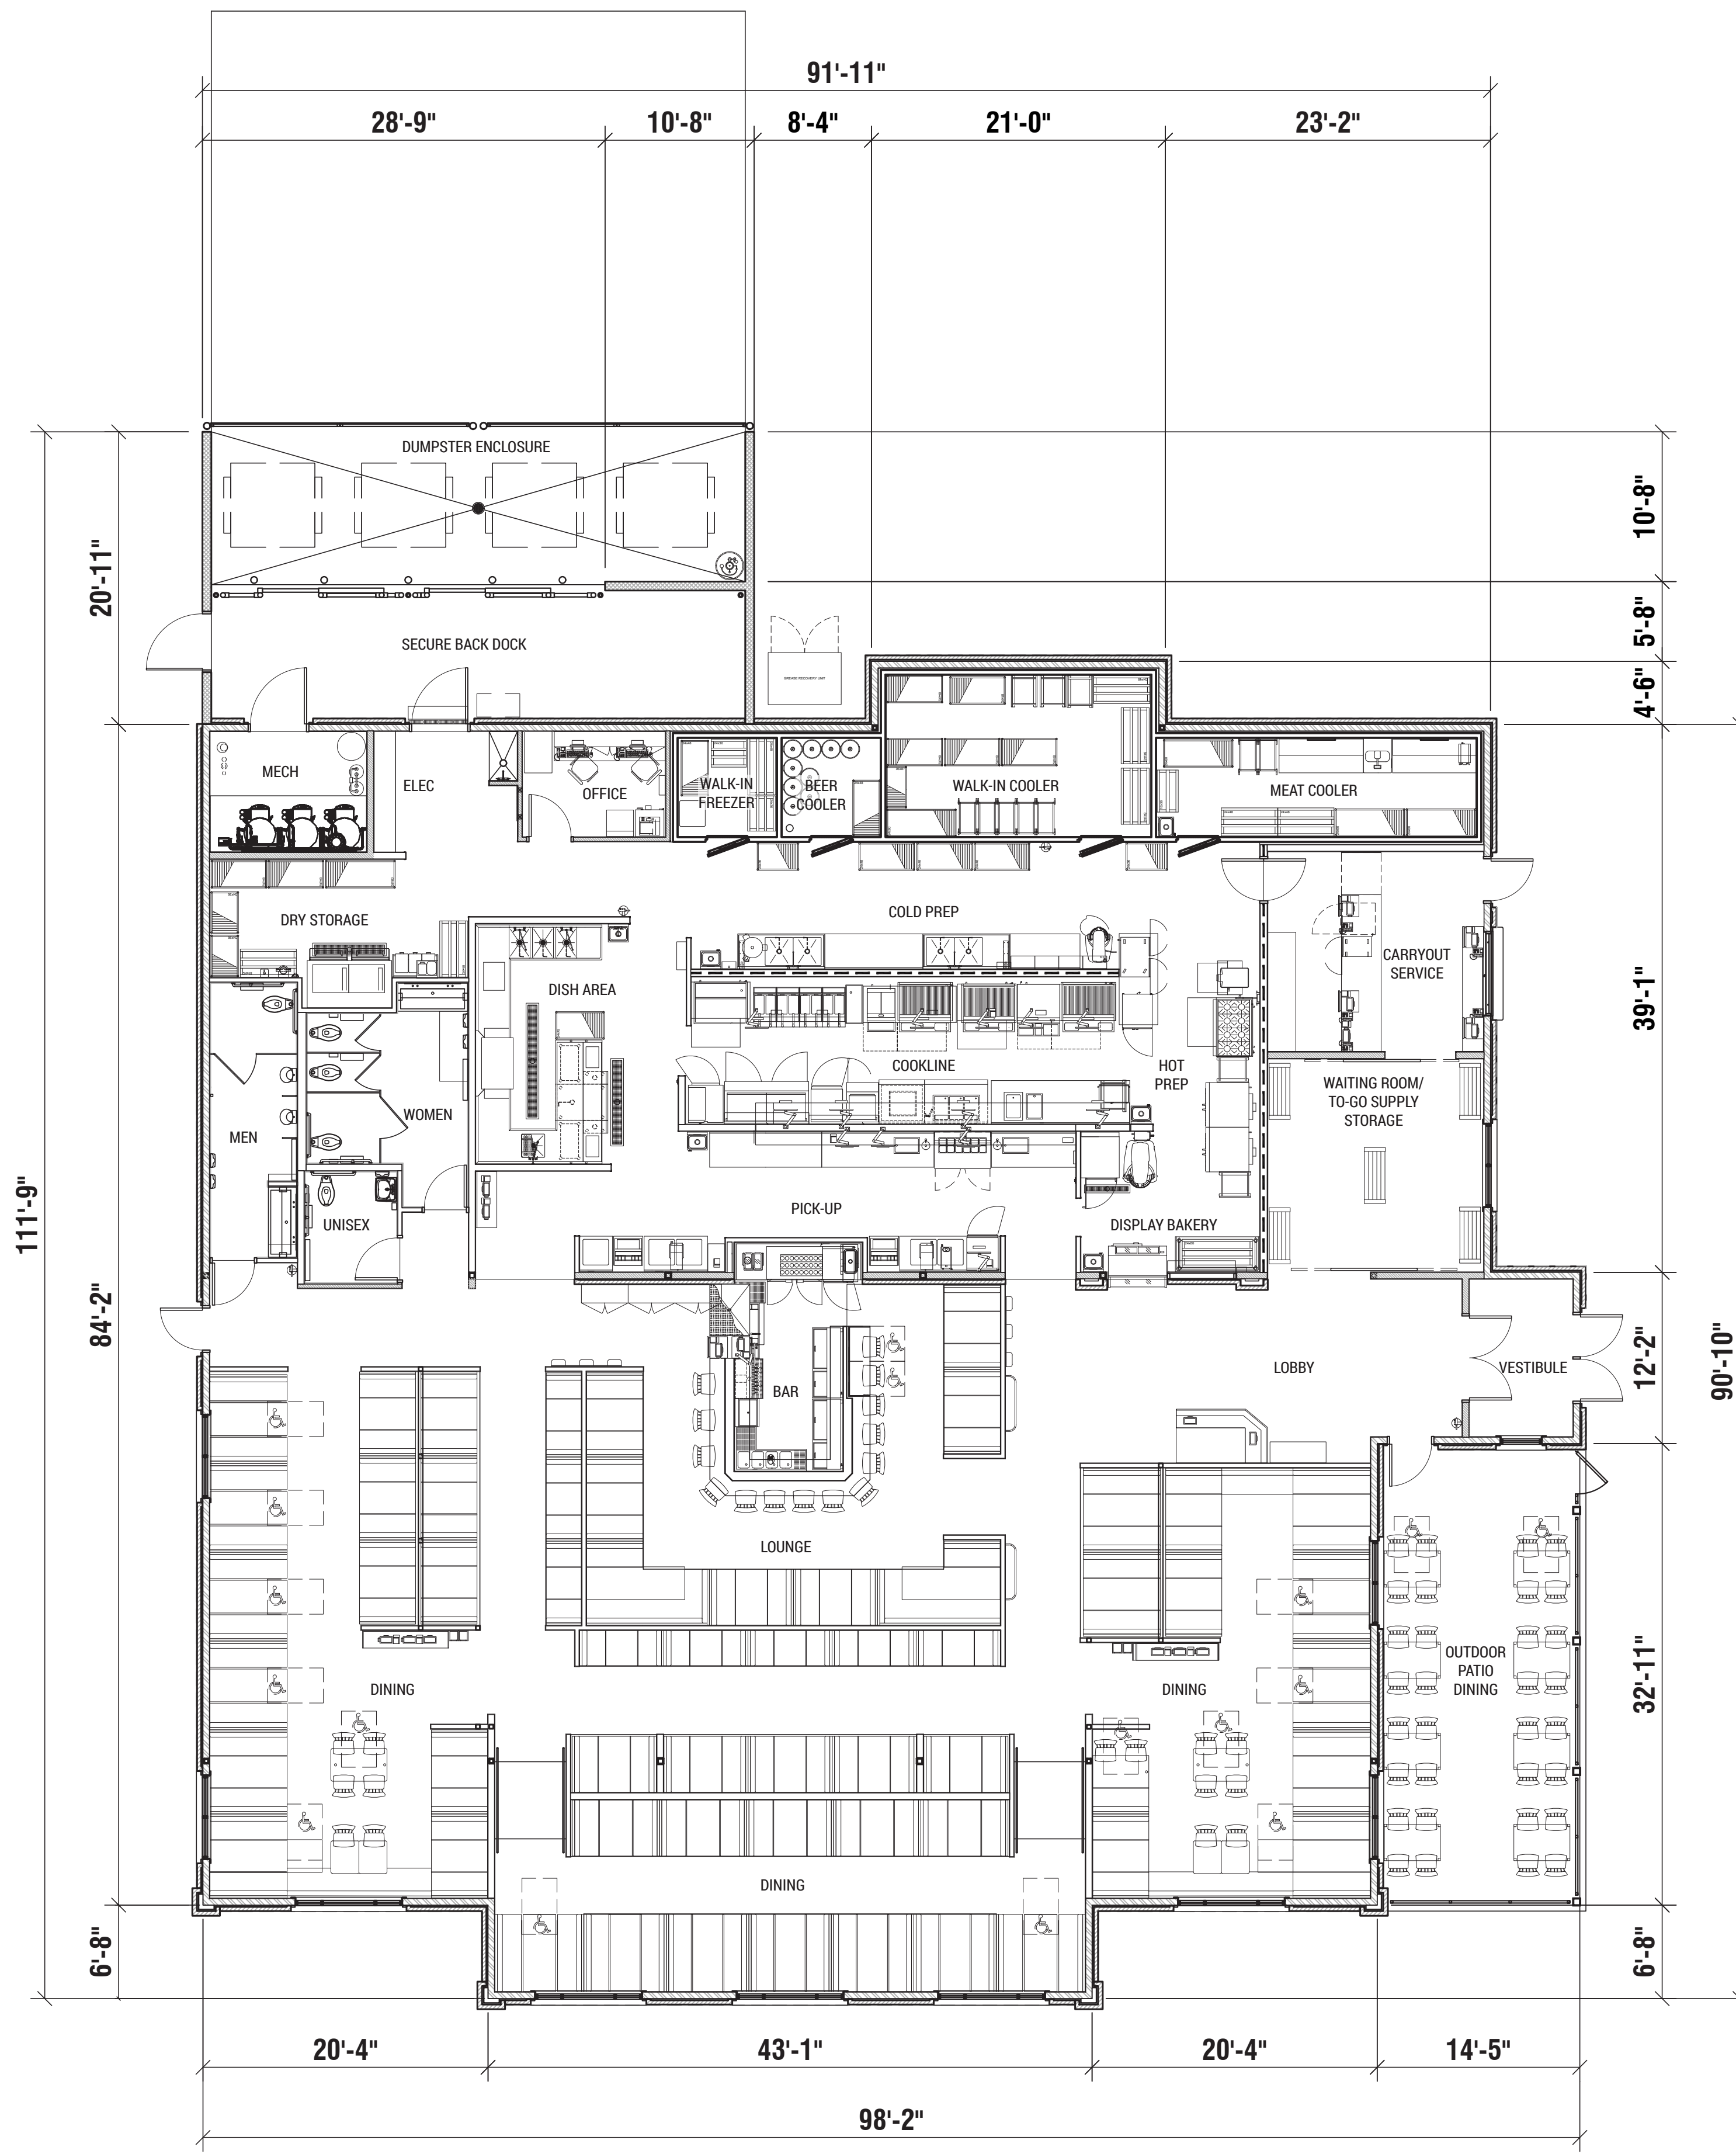 91'-11"
28'-9"
10'-8"
8'-4"
21'-0"
23'-2"
DUMPSTER ENCLOSURE
SECURE BACK DOCK
GREASE RECOVERY UNIT
20'-11"
10'-8"
5'-8"
4'-6"
MECH
ELEC
OFFICE
WALK-IN
FREEZER
BEER
COOLER
WALK-IN COOLER
MEAT COOLER
DRY STORAGE
COLD PREP
CARRYOUT
SERVICE
DISH AREA
39'-1"
COOKLINE
HOT
PREP
WAITING ROOM/
TO-GO SUPPLY
STORAGE
WOMEN
MEN
111'-9"
UNISEX
PICK-UP
DISPLAY BAKERY
84'-2"
BAR
LOBBY
VESTIBULE
12'-2"
90'-10"
LOUNGE
DINING
DINING
OUTDOOR
PATIO
DINING
32'-11"
DINING
6'-8"
6'-8"
20'-4"
43'-1"
20'-4"
14'-5"
98'-2"